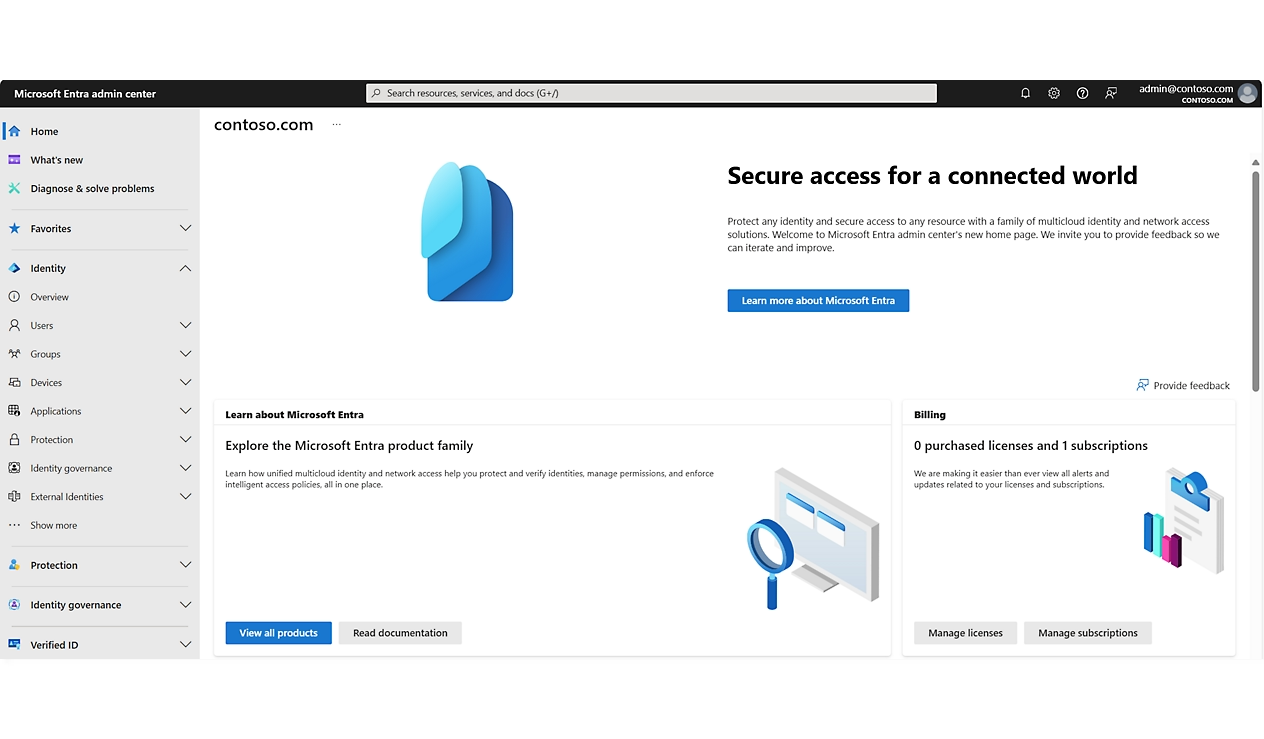 Microsoft Entra admin center
Search resources, services, and docs (G+/)
admin@contoso.com
CONTOSO.COM
Home
What's new
Diagnose & solve problems
Favorites
Identity
Overview
Users
Groups
Devices
Applications
Protection
Identity governance
External Identities
Show more
Protection
Identity governance
Verified ID
contoso.com
Secure access for a connected world
Protect any identity and secure access to any resource with a family of multicloud identity and network access
solutions. Welcome to Microsoft Entra admin center's new home page. We invite you to provide feedback so we
can iterate and improve.
Learn more about Microsoft Entra
Provide feedback
Learn about Microsoft Entra
Explore the Microsoft Entra product family
Learn how unified multicloud identity and network access help you protect and verify identities, manage permissions, and enforce
intelligent access policies, all in one place.
View all products
Read documentation
Billing
0 purchased licenses and 1 subscriptions
We are making it easier than ever view all alerts and
updates related to your licenses and subscriptions.
Manage licenses
Manage subscriptions